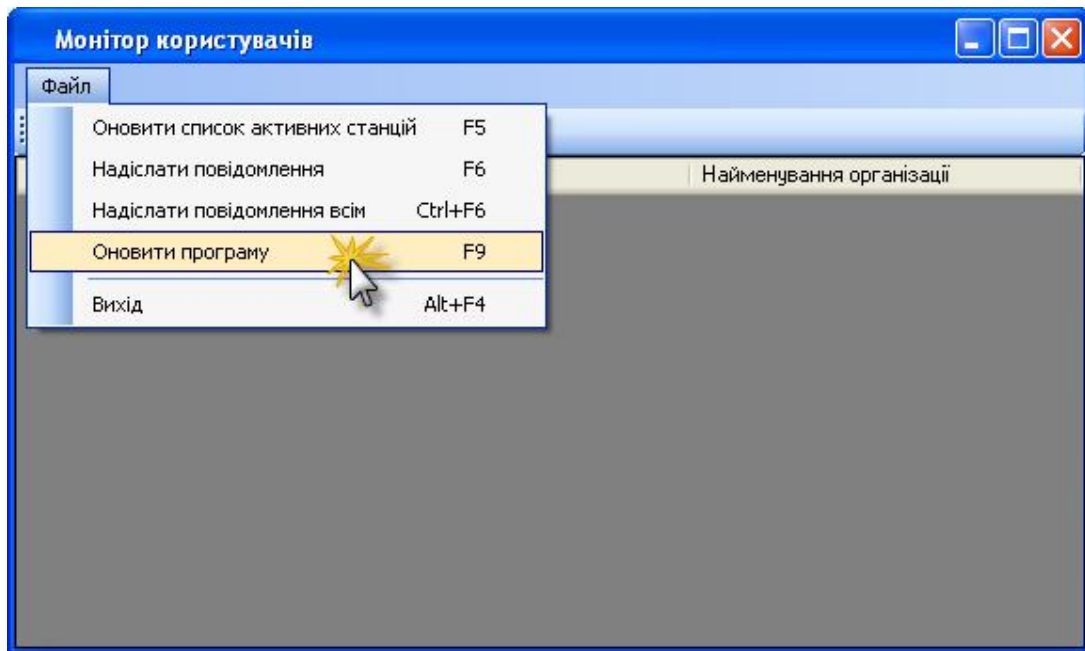 Монітор користувачів
Файл
Оновити список активних станцій F5
Надіслати повідомлення F6
Найменування організації
Надіслати повідомлення всім Ctrl+F6
Оновити програму F9
Вихід Alt+F4